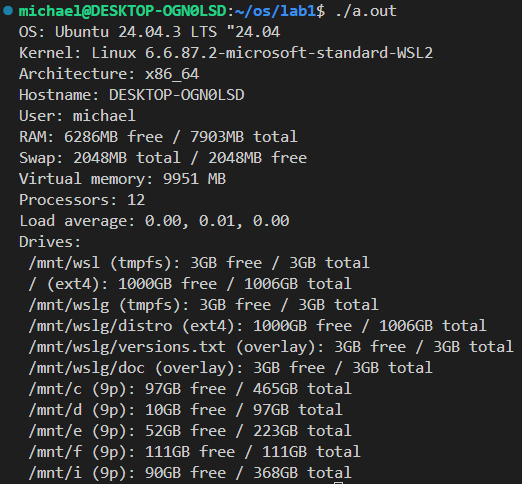 michael@DESKTOP-OGN0LSD:~/os/lab1$ ./a.out
OS: Ubuntu 24.04.3 LTS "24.04
Kernel: Linux 6.6.87.2-microsoft-standard-WSL2
Architecture: x86_64
Hostname: DESKTOP-OGN0LSD
User: michael
RAM: 6286MB free / 7903MB total
Swap: 2048MB total / 2048MB free
Virtual memory: 9951 MB
Processors: 12
Load average: 0.00, 0.01, 0.00
Drives:
/mnt/wsl (tmpfs): 3GB free / 3GB total
/ (ext4): 1000GB free / 1006GB total
/mnt/wslg (tmpfs): 3GB free / 3GB total
/mnt/wslg/distro (ext4): 1000GB free / 1006GB total
/mnt/wslg/versions.txt (overlay): 3GB free / 3GB total
/mnt/wslg/doc (overlay): 3GB free / 3GB total
/mnt/c (9p): 97GB free / 465GB total
/mnt/d (9p): 10GB free / 97GB total
/mnt/e (9p): 52GB free / 223GB total
/mnt/f (9p): 111GB free / 111GB total
/mnt/i (9p): 90GB free / 368GB total